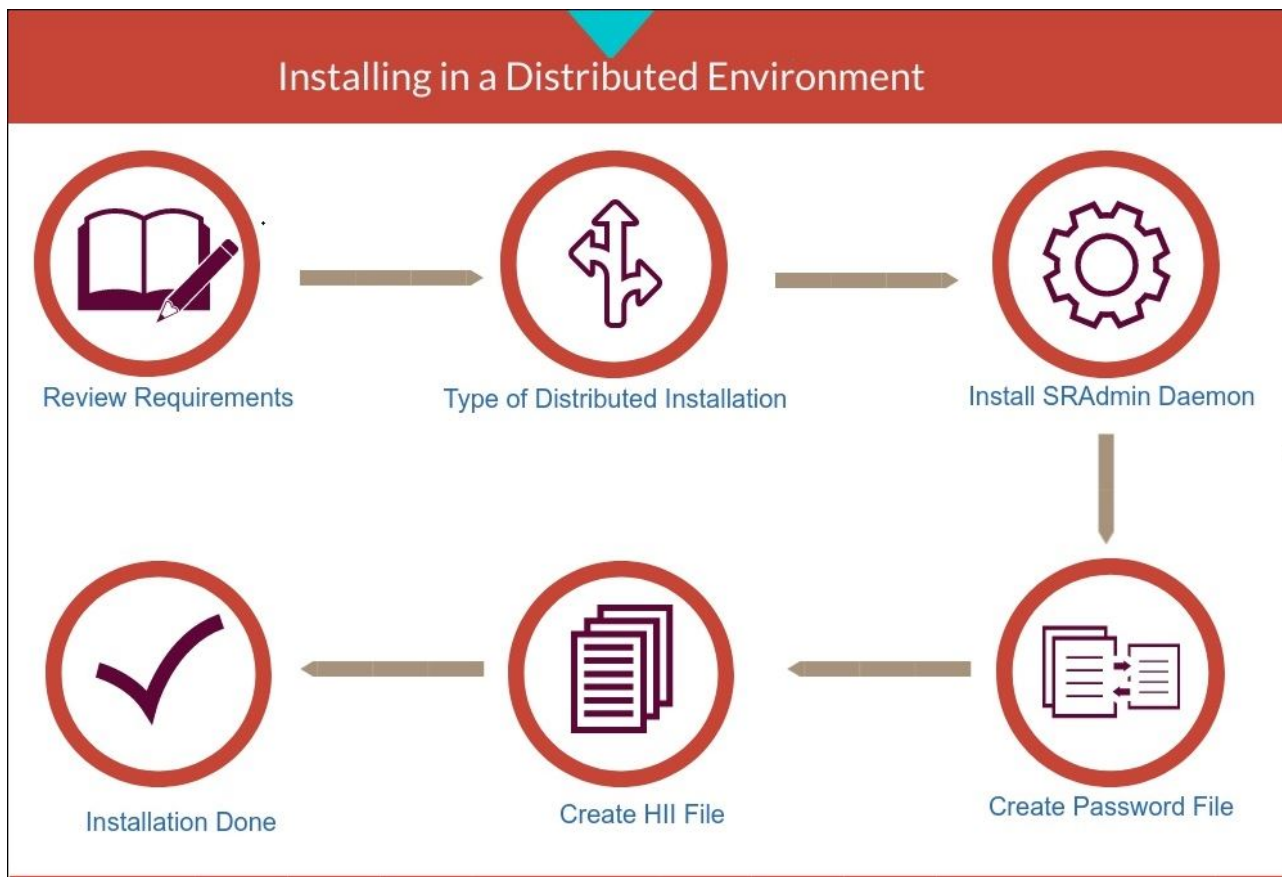 Installing in a Distributed Environment
Review Requirements
Type of Distributed Installation
Install SRAdmin Daemon
Create Password File
Create HII File
Installation Done